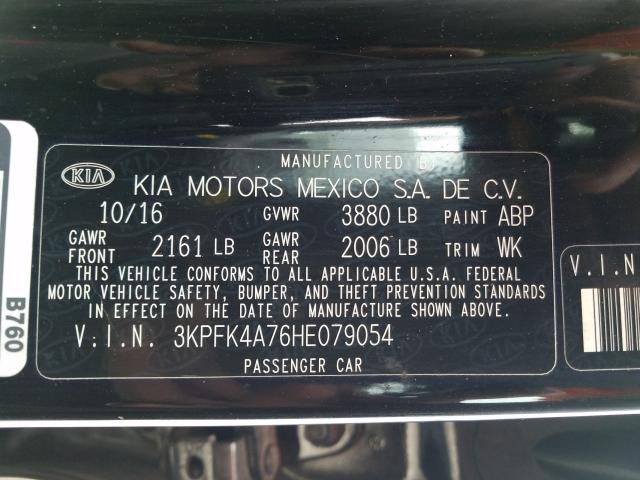 MANUFACTURED BY
KIA KIA MOTORS MEXICO S.A. DE C.V.
10/16 GVWR 3880 LB PAINT ABP
GAWR FRONT 2161 LB GAWR REAR 2006 LB TRIM WK
THIS VEHICLE CONFORMS TO ALL APPLICABLE U.S.A. FEDERAL
MOTOR VEHICLE SAFETY, BUMPER, AND THEFT PREVENTION STANDARDS
IN EFFECT ON THE DATE OF MANUFACTURE SHOWN ABOVE.
V.I.N. 3KPFK4A76HE079054
PASSENGER CAR
B760
V.I.N